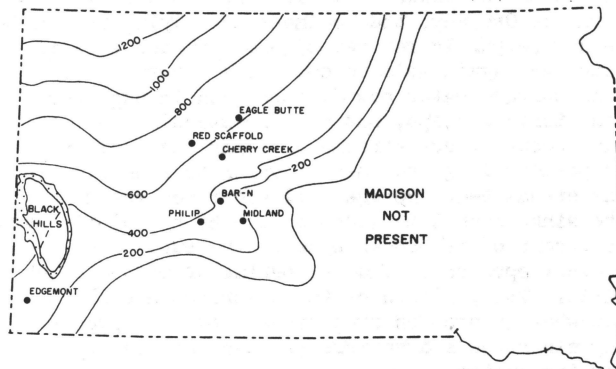 1200
1000
800
EAGLE BUTTE
RED SCAFFOLD
CHERRY CREEK
200
600
BAR-N
MADISON
NOT
PRESENT
BLACK
HILLS
PHILIP
MIDLAND
400
200
EDGEMONT